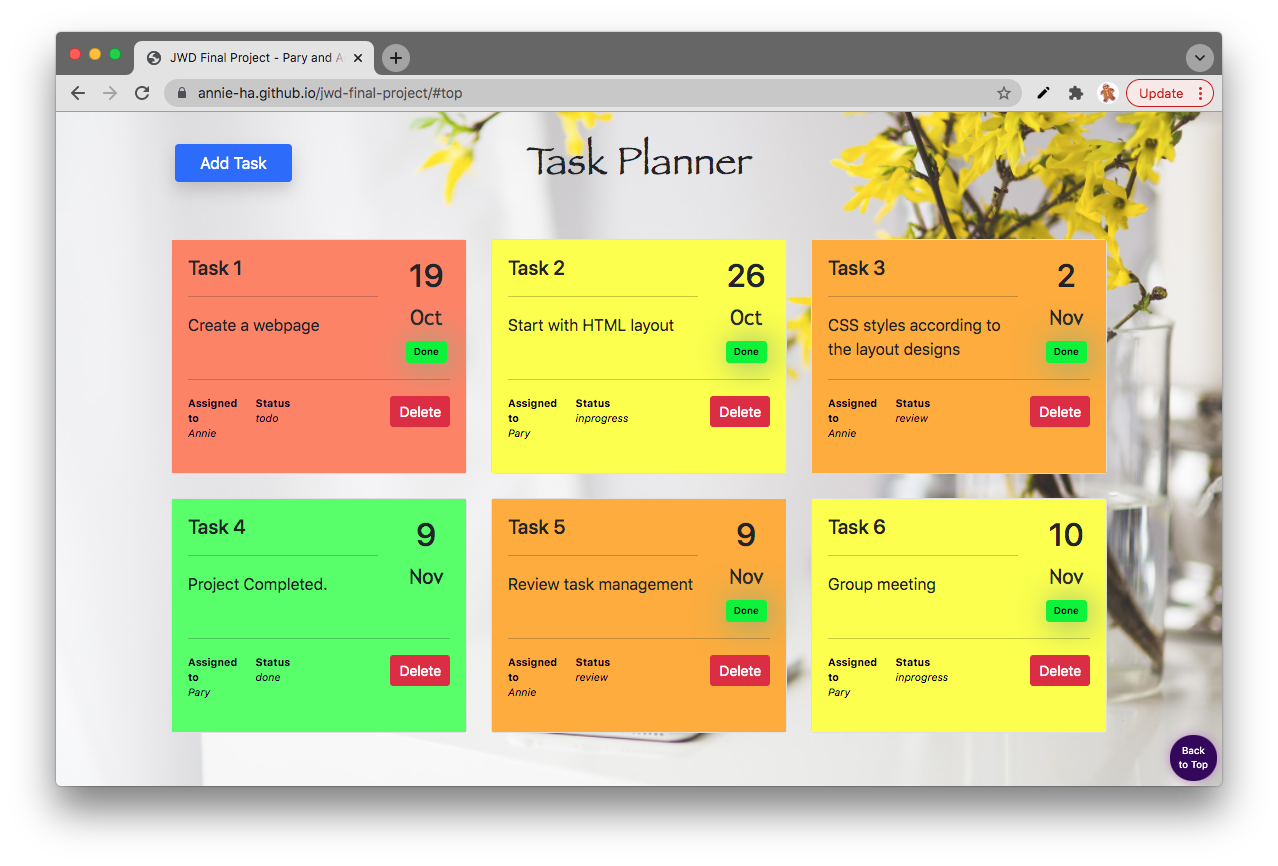 JWD Final Project - Pary and A
annie-ha.github.io/jwd-final-project/#top
Update
Add Task
Task Planner
Task 1
19
Oct
Create a webpage
Done
Assigned to
Annie
Status
todo
Delete
Task 2
26
Oct
Start with HTML layout
Done
Assigned to
Pary
Status
inprogress
Delete
Task 3
2
Nov
CSS styles according to
the layout designs
Done
Assigned to
Annie
Status
review
Delete
Task 4
9
Nov
Project Completed.
Assigned to
Pary
Status
done
Delete
Task 5
9
Nov
Review task management
Done
Assigned to
Annie
Status
review
Delete
Task 6
10
Nov
Group meeting
Done
Assigned to
Pary
Status
inprogress
Delete
Back
to Top